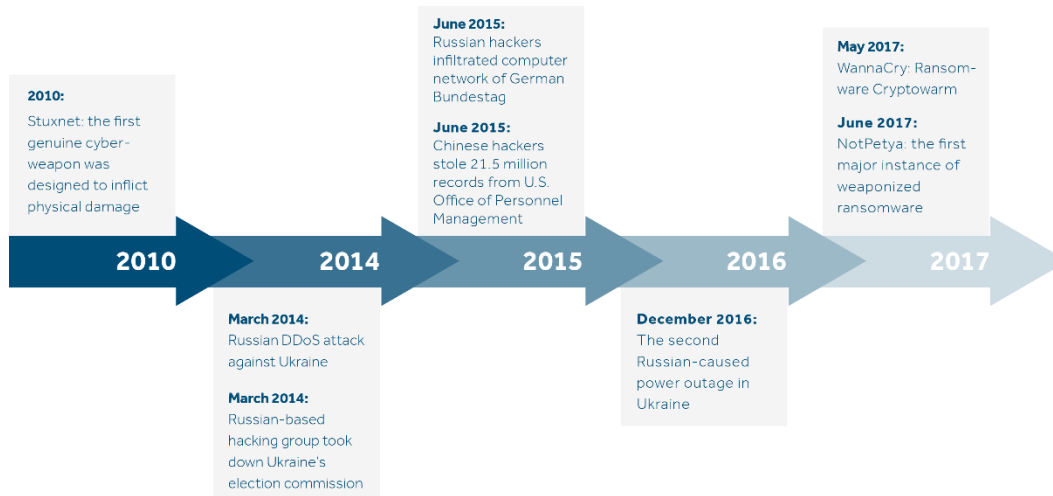 2010:
Stuxnet: the first
genuine cyber-
weapon was
designed to inflict
physical damage
June 2015:
Russian hackers
infiltrated computer
network of German
Bundestag
June 2015:
Chinese hackers
stole 21.5 million
records from U.S.
Office of Personnel
Management
May 2017:
WannaCry: Ransom-
ware Cryptowarm
June 2017:
NotPetya: the first
major instance of
weaponized
ransomware
2010
2014
2015
2016
2017
March 2014:
Russian DDoS attack
against Ukraine
March 2014:
Russian-based
hacking group took
down Ukraine's
election commission
December 2016:
The second
Russian-caused
power outage in
Ukraine